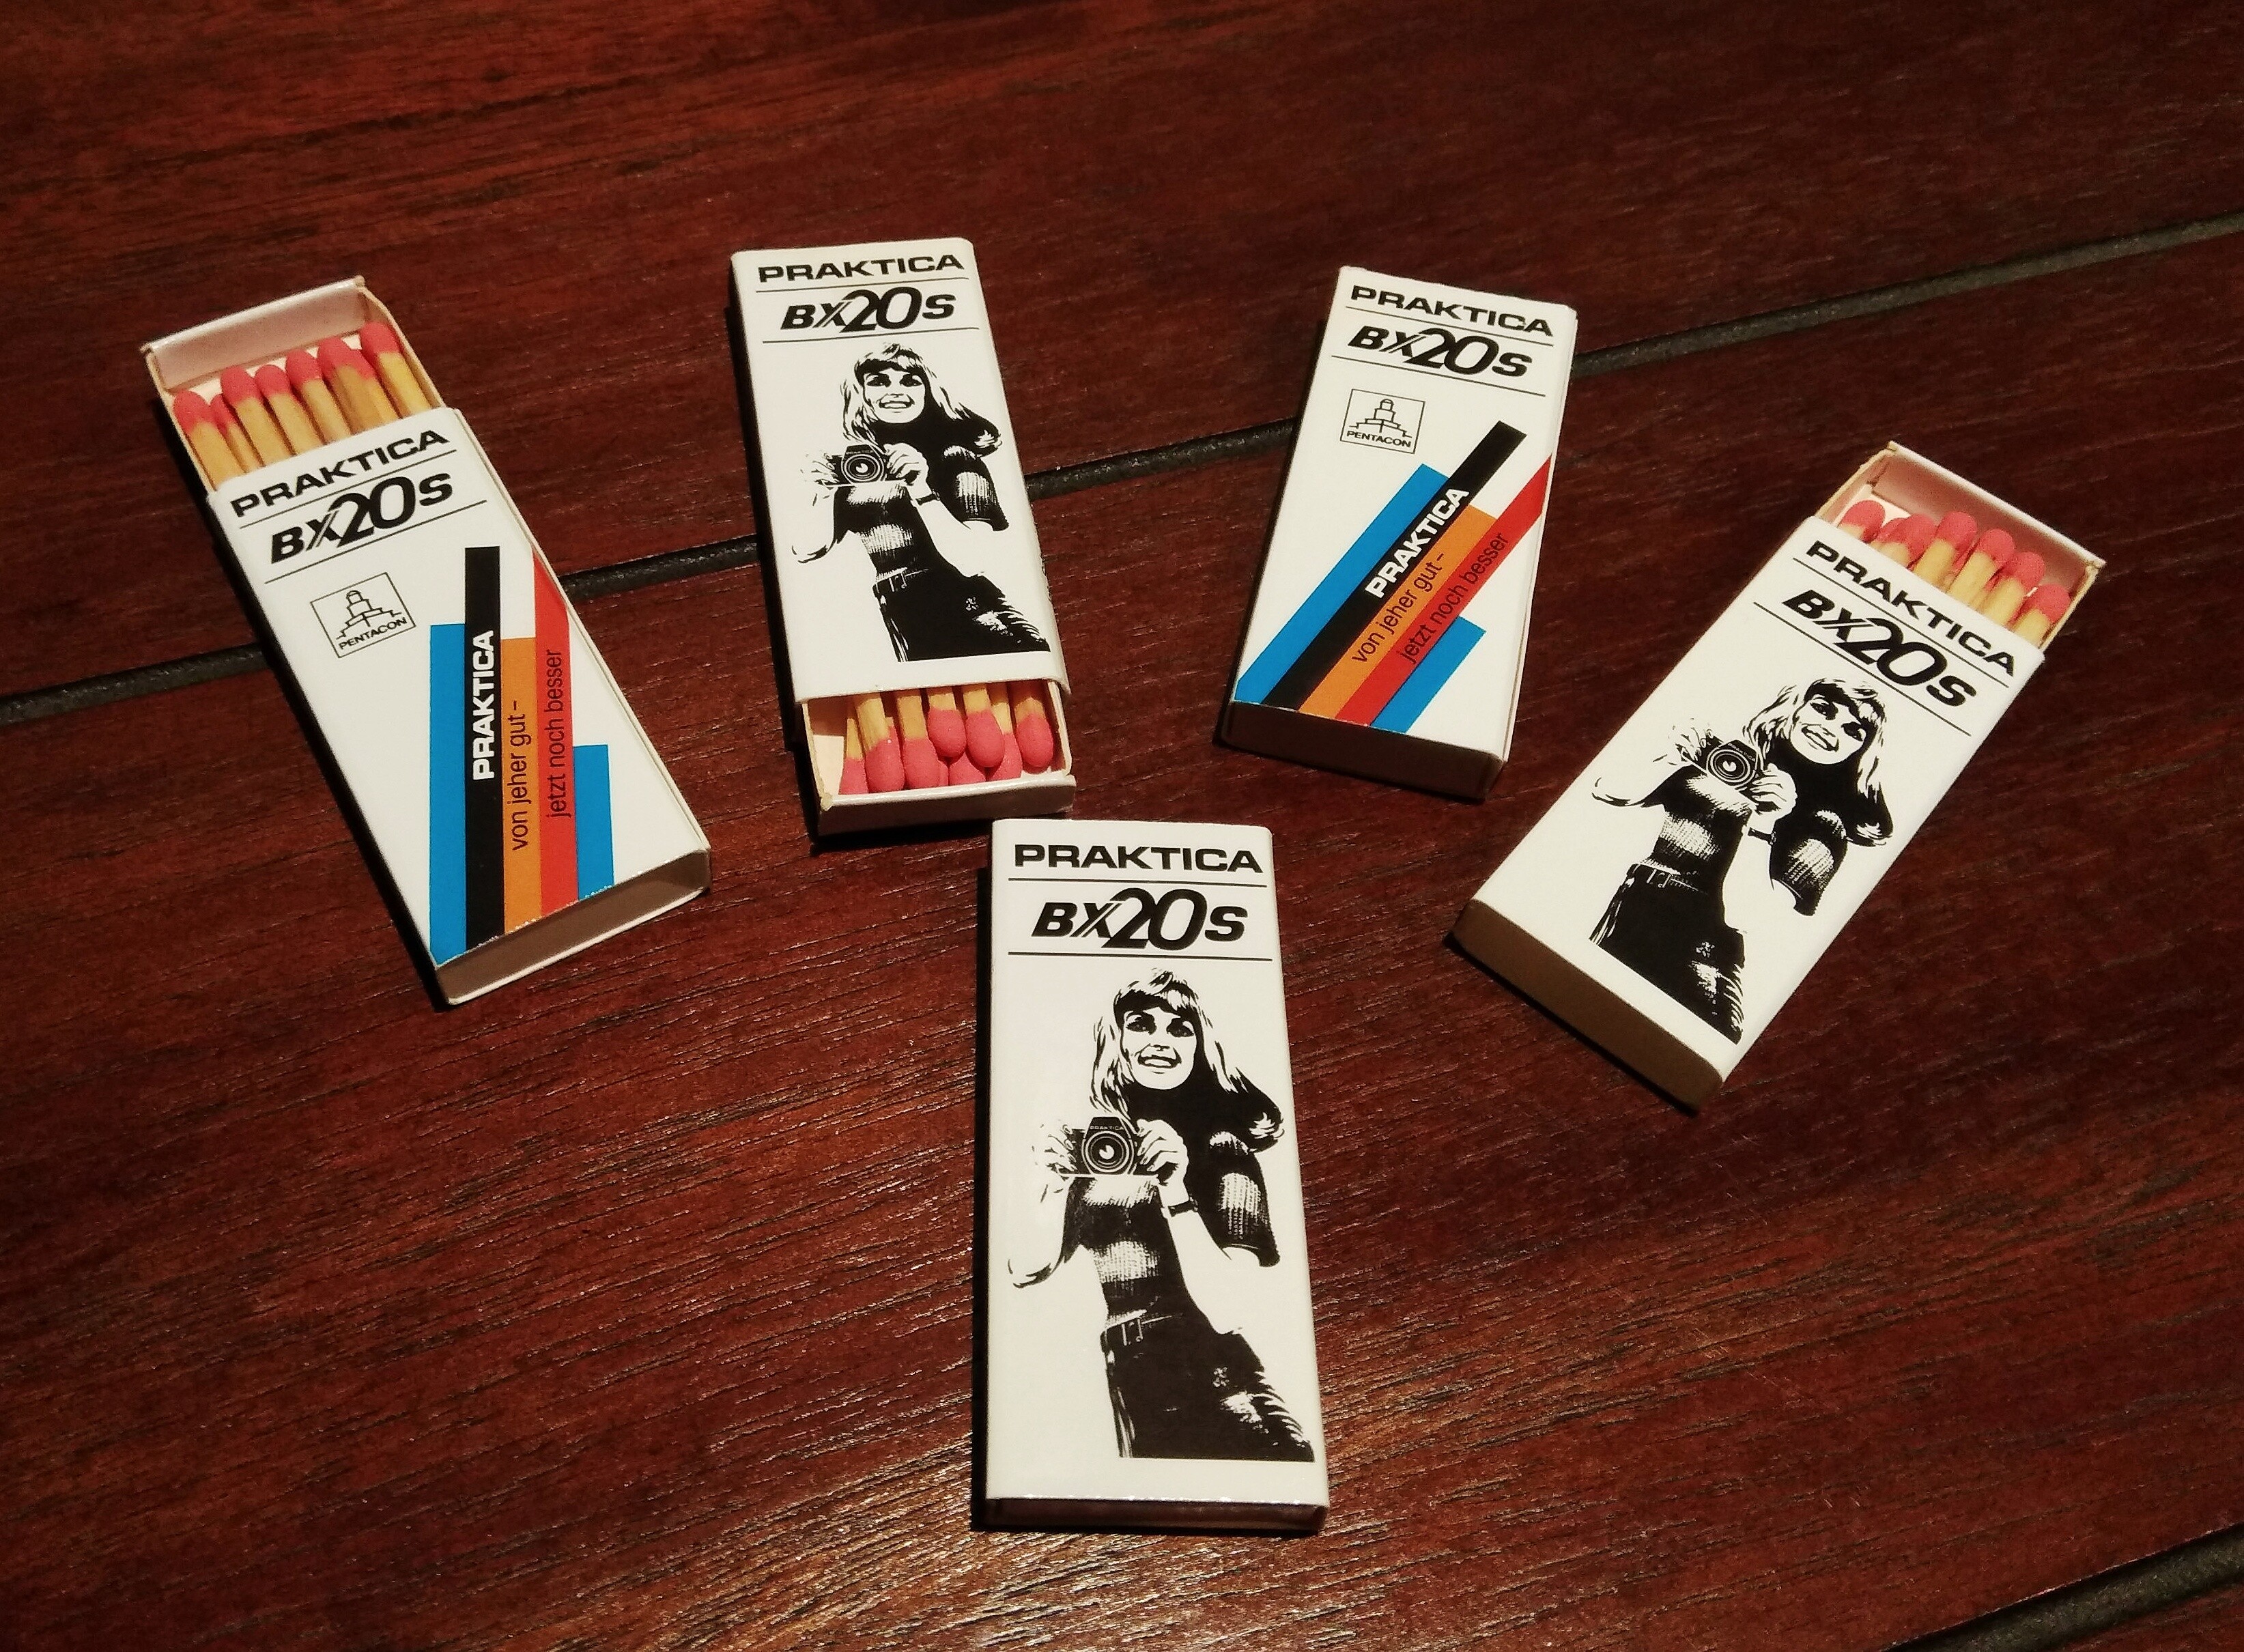 PRAKTICA
BX20S
PENTACON
PRAKTICA
von jeher gut –
jetzt noch besser
PRAKTICA
BX20S
PRAKTICA
BX20S
PENTACON
PRAKTICA
von jeher gut –
jetzt noch besser
PRAKTICA
BX20S
PRAKTICA
BX20S
PRAKTICA